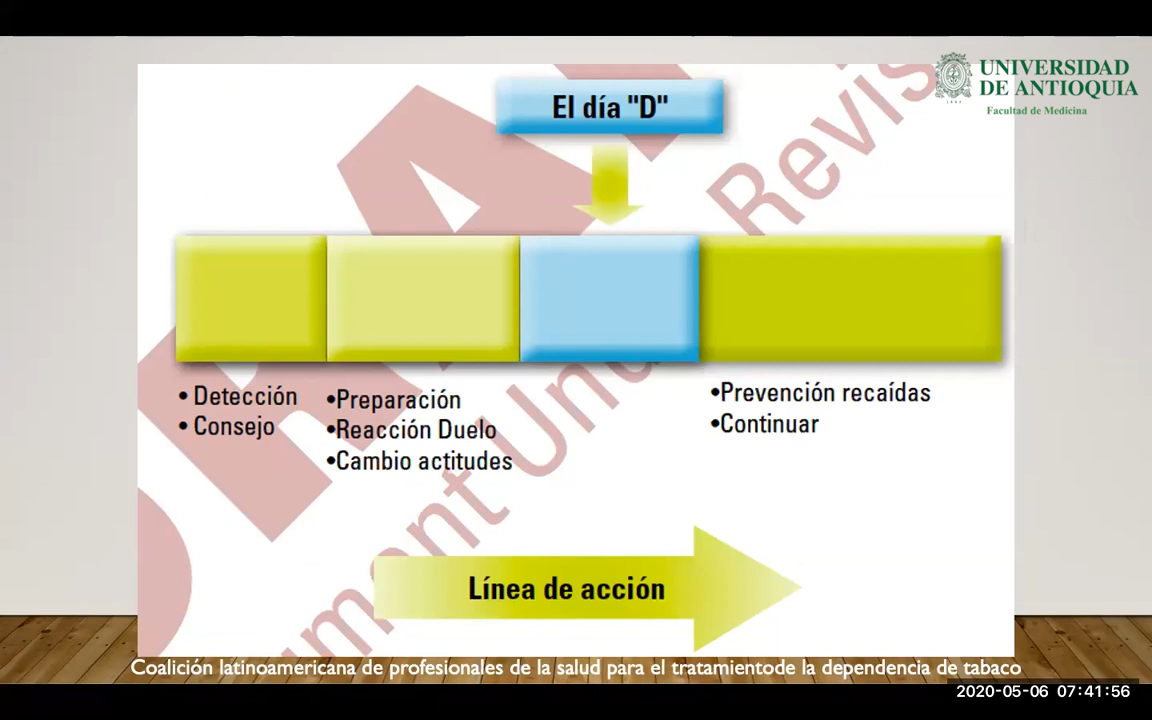 UNIVERSIDAD
DE ANTIOQUIA
Facultad de Medicina
El día "D"
• Detección
• Consejo
•Preparación
•Reacción Duelo
•Cambio actitudes
•Prevención recaídas
•Continuar
Línea de acción
Coalición latinoamericana de profesionales de la salud para el tratamientode la dependencia de tabaco
2020-05-06 07:41:56